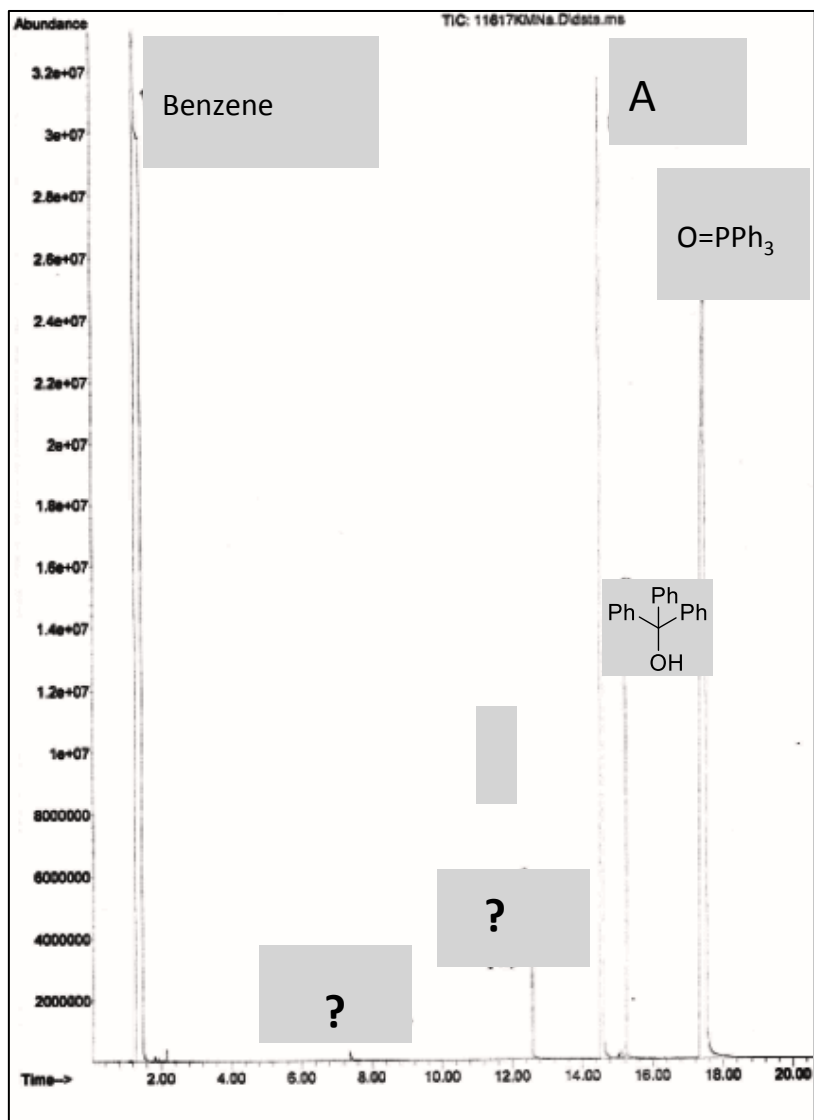 Abundance
TIC: 11617KMNa.D\data.ms
3.2e+07
Benzene
A
3e+07
2.8e+07
O=PPh3
2.6e+07
2.4e+07
2.2e+07
2e+07
1.8e+07
1.6e+07
Ph
Ph Ph
1.4e+07
OH
1.2e+07
1e+07
8000000
6000000
?
4000000
2000000
?
Time-->
2.00 4.00 6.00 8.00 10.00 12.00 14.00 16.00 18.00 20.00